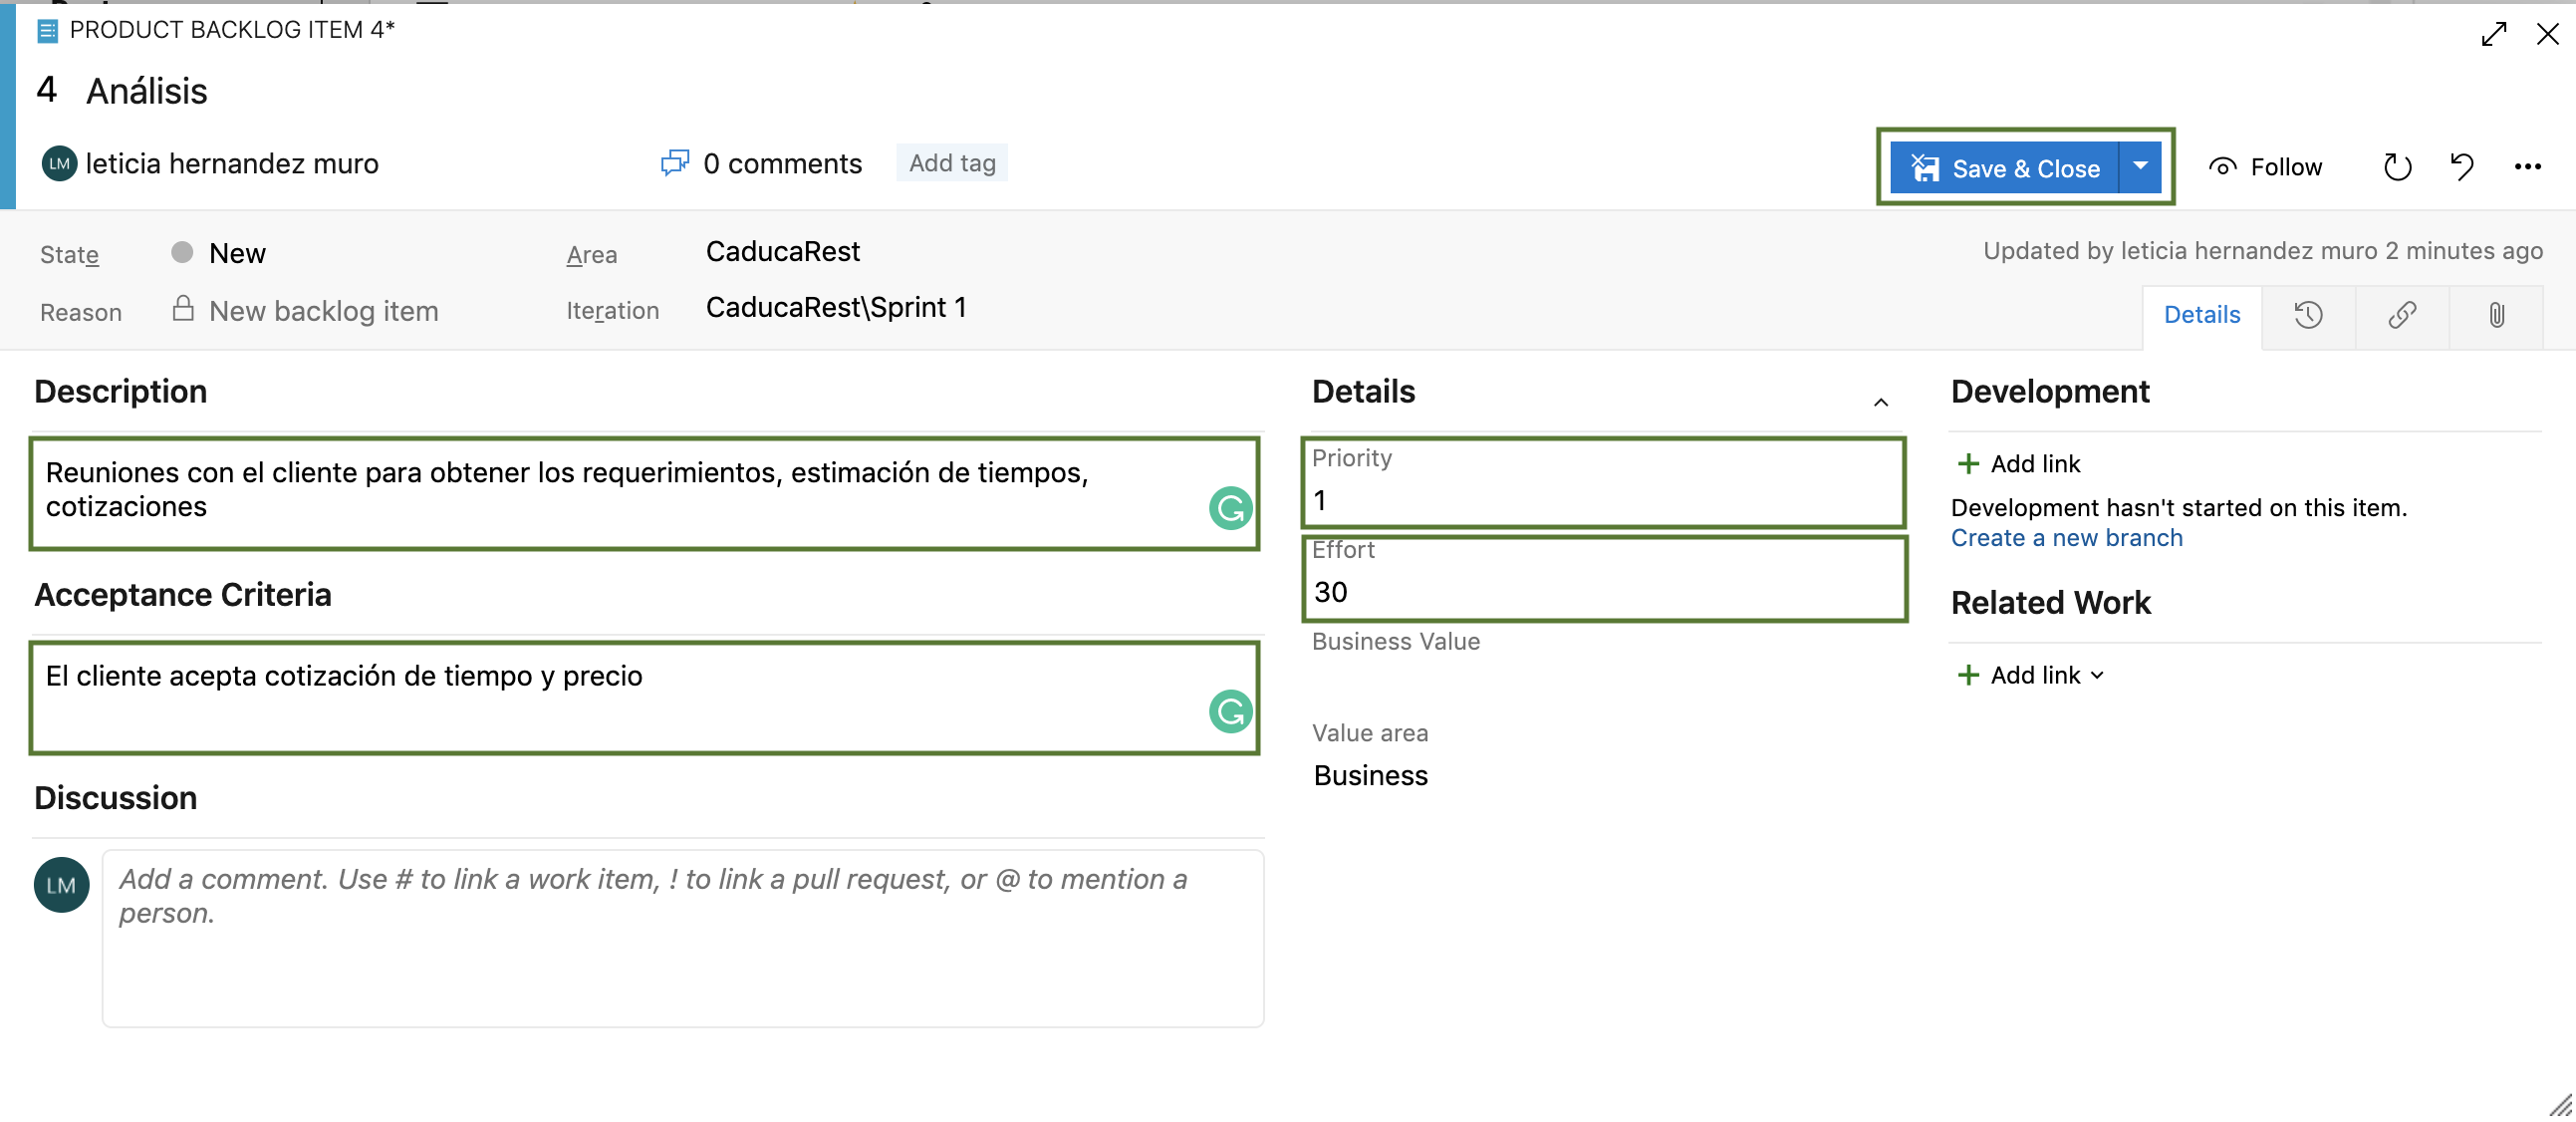 PRODUCT BACKLOG ITEM 4*
4 Análisis
LM leticia hernandez muro
0 comments
Add tag
Save & Close
Follow
State
New
Area
CaducaRest
Updated by leticia hernandez muro 2 minutes ago
Reason
New backlog item
Iteration
CaducaRest\Sprint 1
Details
Description
Reuniones con el cliente para obtener los requerimientos, estimación de tiempos,
cotizaciones
Acceptance Criteria
El cliente acepta cotización de tiempo y precio
Discussion
LM
Add a comment. Use # to link a work item, ! to link a pull request, or @ to mention a
person.
Details
Priority
1
Effort
30
Business Value
Value area
Business
Development
Add link
Development hasn't started on this item.
Create a new branch
Related Work
Add link